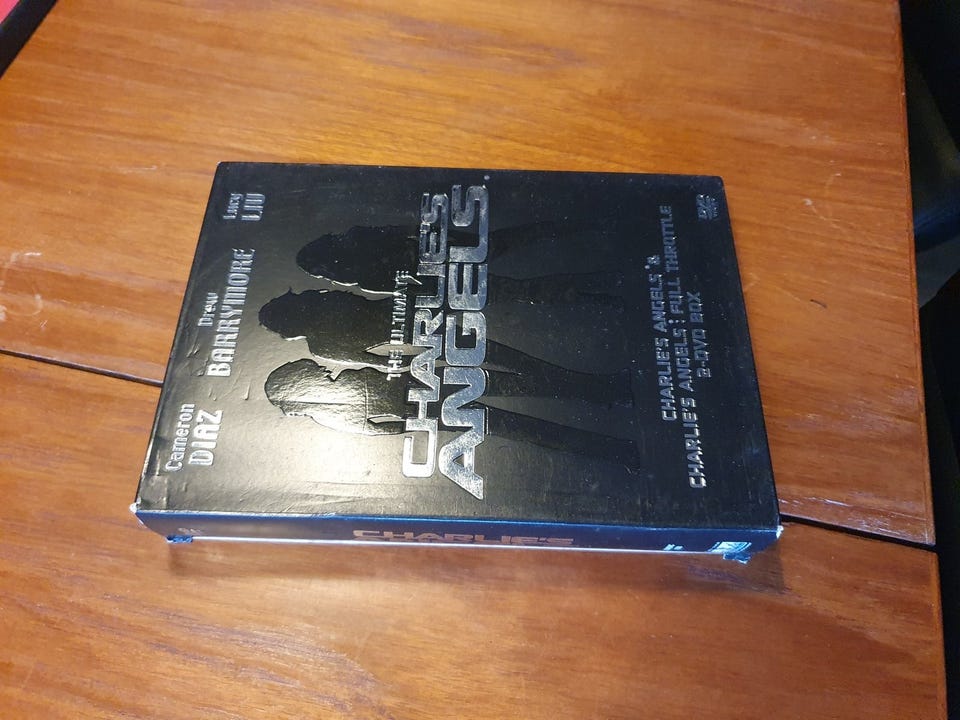 Cameron Drew Lucy
DIAZ BARRYMORE LIU
THE ULTIMATE
CHARLIE'S
ANGELS.
CHARLIE'S ANGELS &
CHARLIE'S ANGELS: FULL THROTTLE
2-DVD BOX
DVD
CHARLIE'S